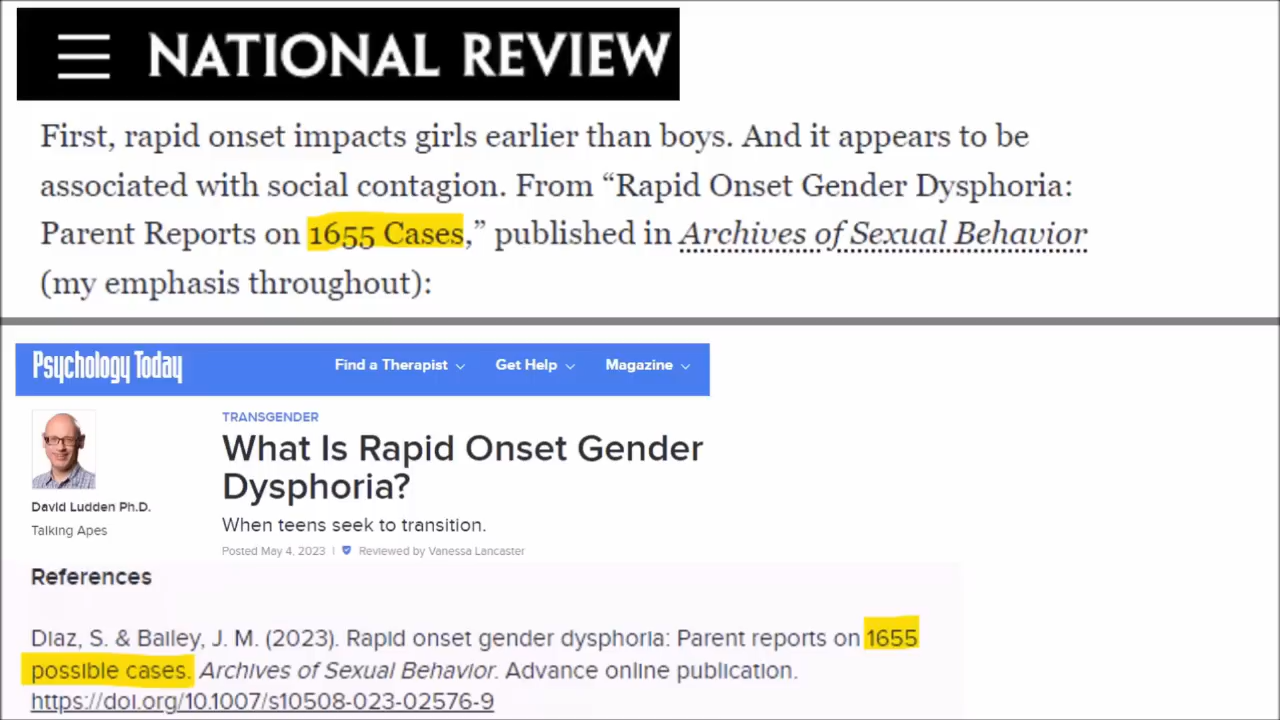 NATIONAL REVIEW
First, rapid onset impacts girls earlier than boys. And it appears to be
associated with social contagion. From “Rapid Onset Gender Dysphoria:
Parent Reports on 1655 Cases,” published in Archives of Sexual Behavior
(my emphasis throughout):
Psychology Today
Find a Therapist Get Help Magazine
TRANSGENDER
What Is Rapid Onset Gender
Dysphoria?
When teens seek to transition.
Posted May 4, 2023 | Reviewed by Vanessa Lancaster
David Ludden Ph.D.
Talking Apes
References
Diaz, S. & Bailey, J. M. (2023). Rapid onset gender dysphoria: Parent reports on 1655
possible cases. Archives of Sexual Behavior. Advance online publication.
https://doi.org/10.1007/s10508-023-02576-9